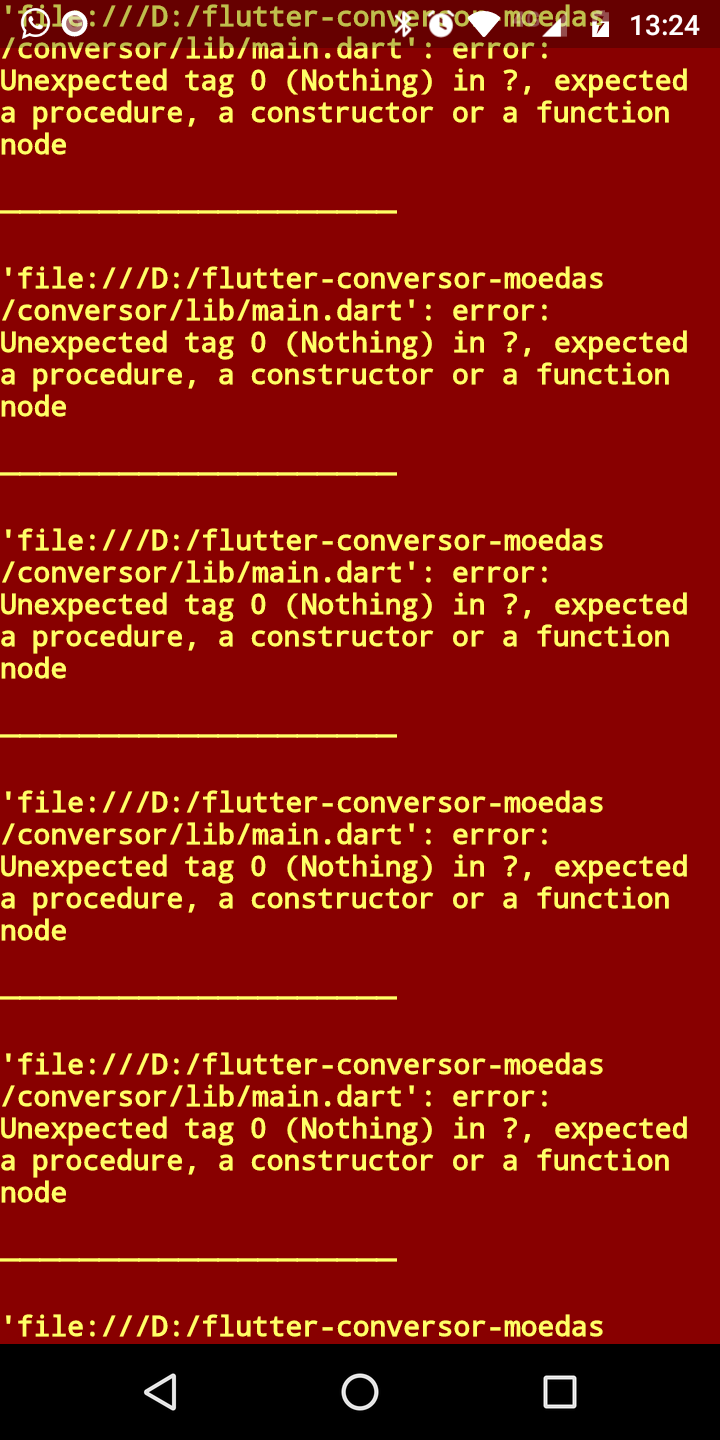 'file:///D:/flutter-conversor-moedas
13:24
/conversor/lib/main.dart': error:
Unexpected tag 0 (Nothing) in ?, expected
a procedure, a constructor or a function
node
'file:///D:/flutter-conversor-moedas
/conversor/lib/main.dart': error:
Unexpected tag 0 (Nothing) in ?, expected
a procedure, a constructor or a function
node
'file:///D:/flutter-conversor-moedas
/conversor/lib/main.dart': error:
Unexpected tag 0 (Nothing) in ?, expected
a procedure, a constructor or a function
node
'file:///D:/flutter-conversor-moedas
/conversor/lib/main.dart': error:
Unexpected tag 0 (Nothing) in ?, expected
a procedure, a constructor or a function
node
'file:///D:/flutter-conversor-moedas
/conversor/lib/main.dart': error:
Unexpected tag 0 (Nothing) in ?, expected
a procedure, a constructor or a function
node
'file:///D:/flutter-conversor-moedas